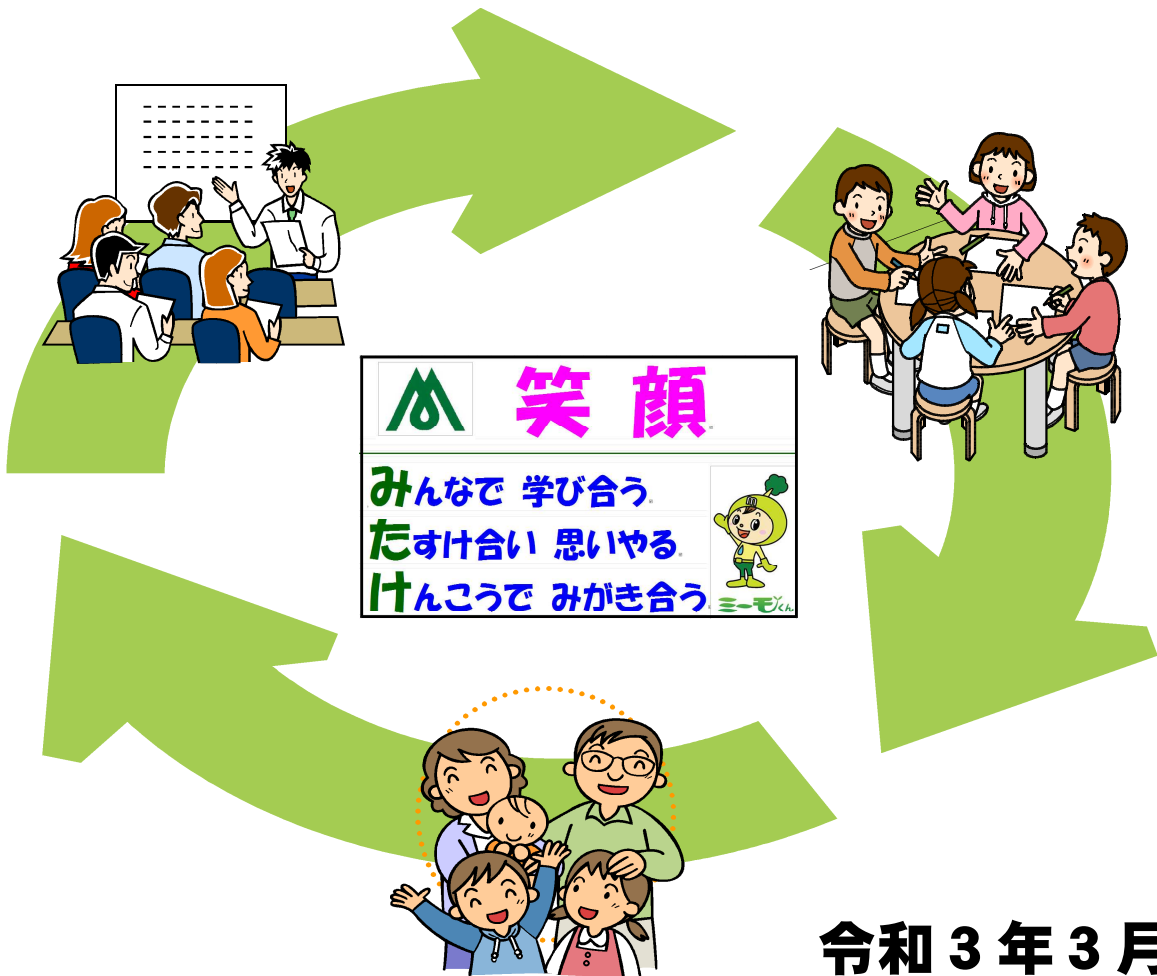 笑 顔
みんなで 学び合う
たすけ合い 思いやる
けんこうで みがき合う
ミーモくん
令和3年3月